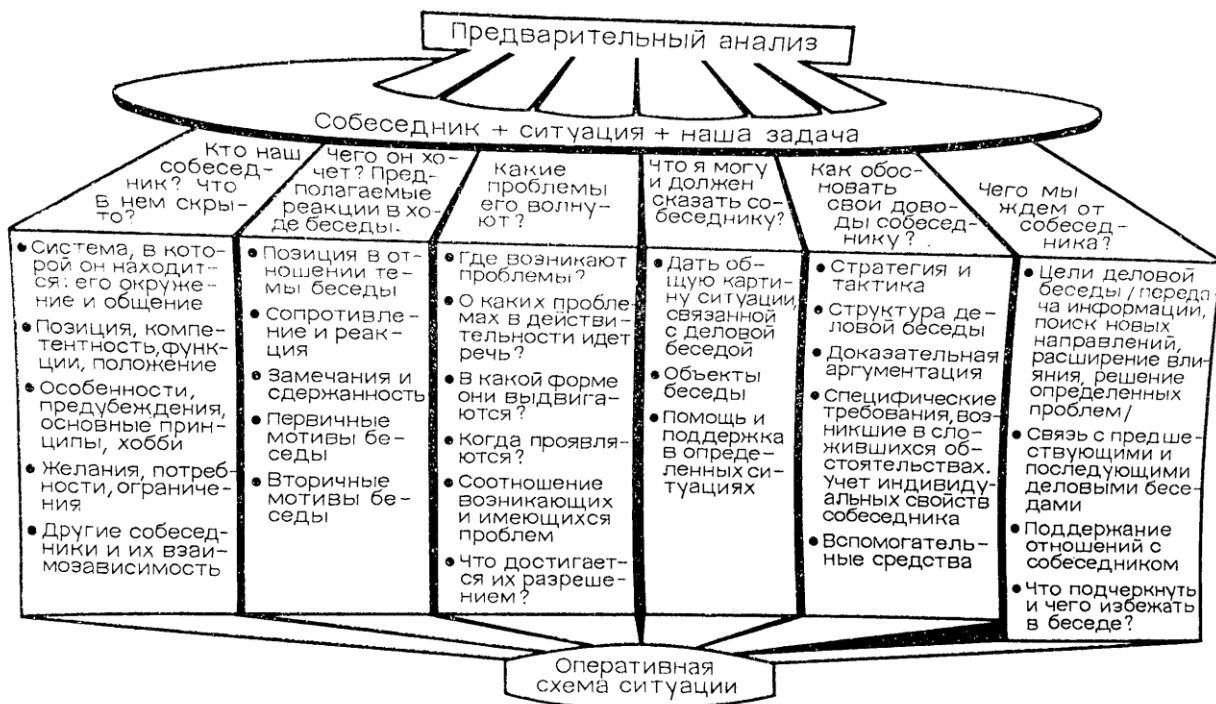 Предварительный анализ
Собеседник + ситуация + наша задача
Кто наш
собесед-
ник? Что
в нем скры-
то?
Система, в кото-
рой он находит-
ся: его окруже-
ние и общение
Позиция, компе-
тентность, функ-
ции, положение
Особенности,
предубеждения,
основные прин-
ципы, хобби
Желания, потреб-
ности, ограниче-
ния
Другие собесед-
ники и их взаи-
мозависимость
Чего он хо-
чет? Пред-
полагаемые
реакции в хо-
де беседы.
Позиция в от-
ношении те-
мы беседы
Сопротивле-
ние и реак-
ция
Замечания и
сдержанность
Первичные
мотивы бе-
седы
Вторичные
мотивы бе-
седы
Какие
проблемы
его волну-
ют?
Где возникают
проблемы?
О каких пробле-
мах в действи-
тельности идет
речь?
В какой форме
они выдвига-
ются?
Когда проявля-
ются?
Соотношение
возникающих
и имеющихся
проблем
Что достигает-
ся их разреше-
нием?
Что я могу
и должен
сказать со-
беседнику?
Дать об-
щую карти-
ну ситуации,
связанной
с деловой
беседой
Объекты
беседы
Помощь и
поддержка
в опреде-
ленных си-
туациях
Как обос-
новать
свои дово-
ды собесед-
нику?
Стратегия и
тактика
Структура де-
ловой беседы
Доказательная
аргументация
Специфические
требования, воз-
никшие в сло-
жившихся об-
стоятельствах.
учет индивиду-
альных свойств
собеседника
Вспомогатель-
ные средства
Чего мы
ждем от
собесед-
ника?
Цели деловой
беседы /переда
ча информации,
поиск новых
направлений,
расширение вли-
яния, решение
определенных
проблем/
Связь с предше-
ствующими и
последующими
деловыми бесе-
дами
Поддержание
отношений с
собеседником
Что подчеркнуть
и чего избежать
в беседе?
Оперативная
схема ситуации